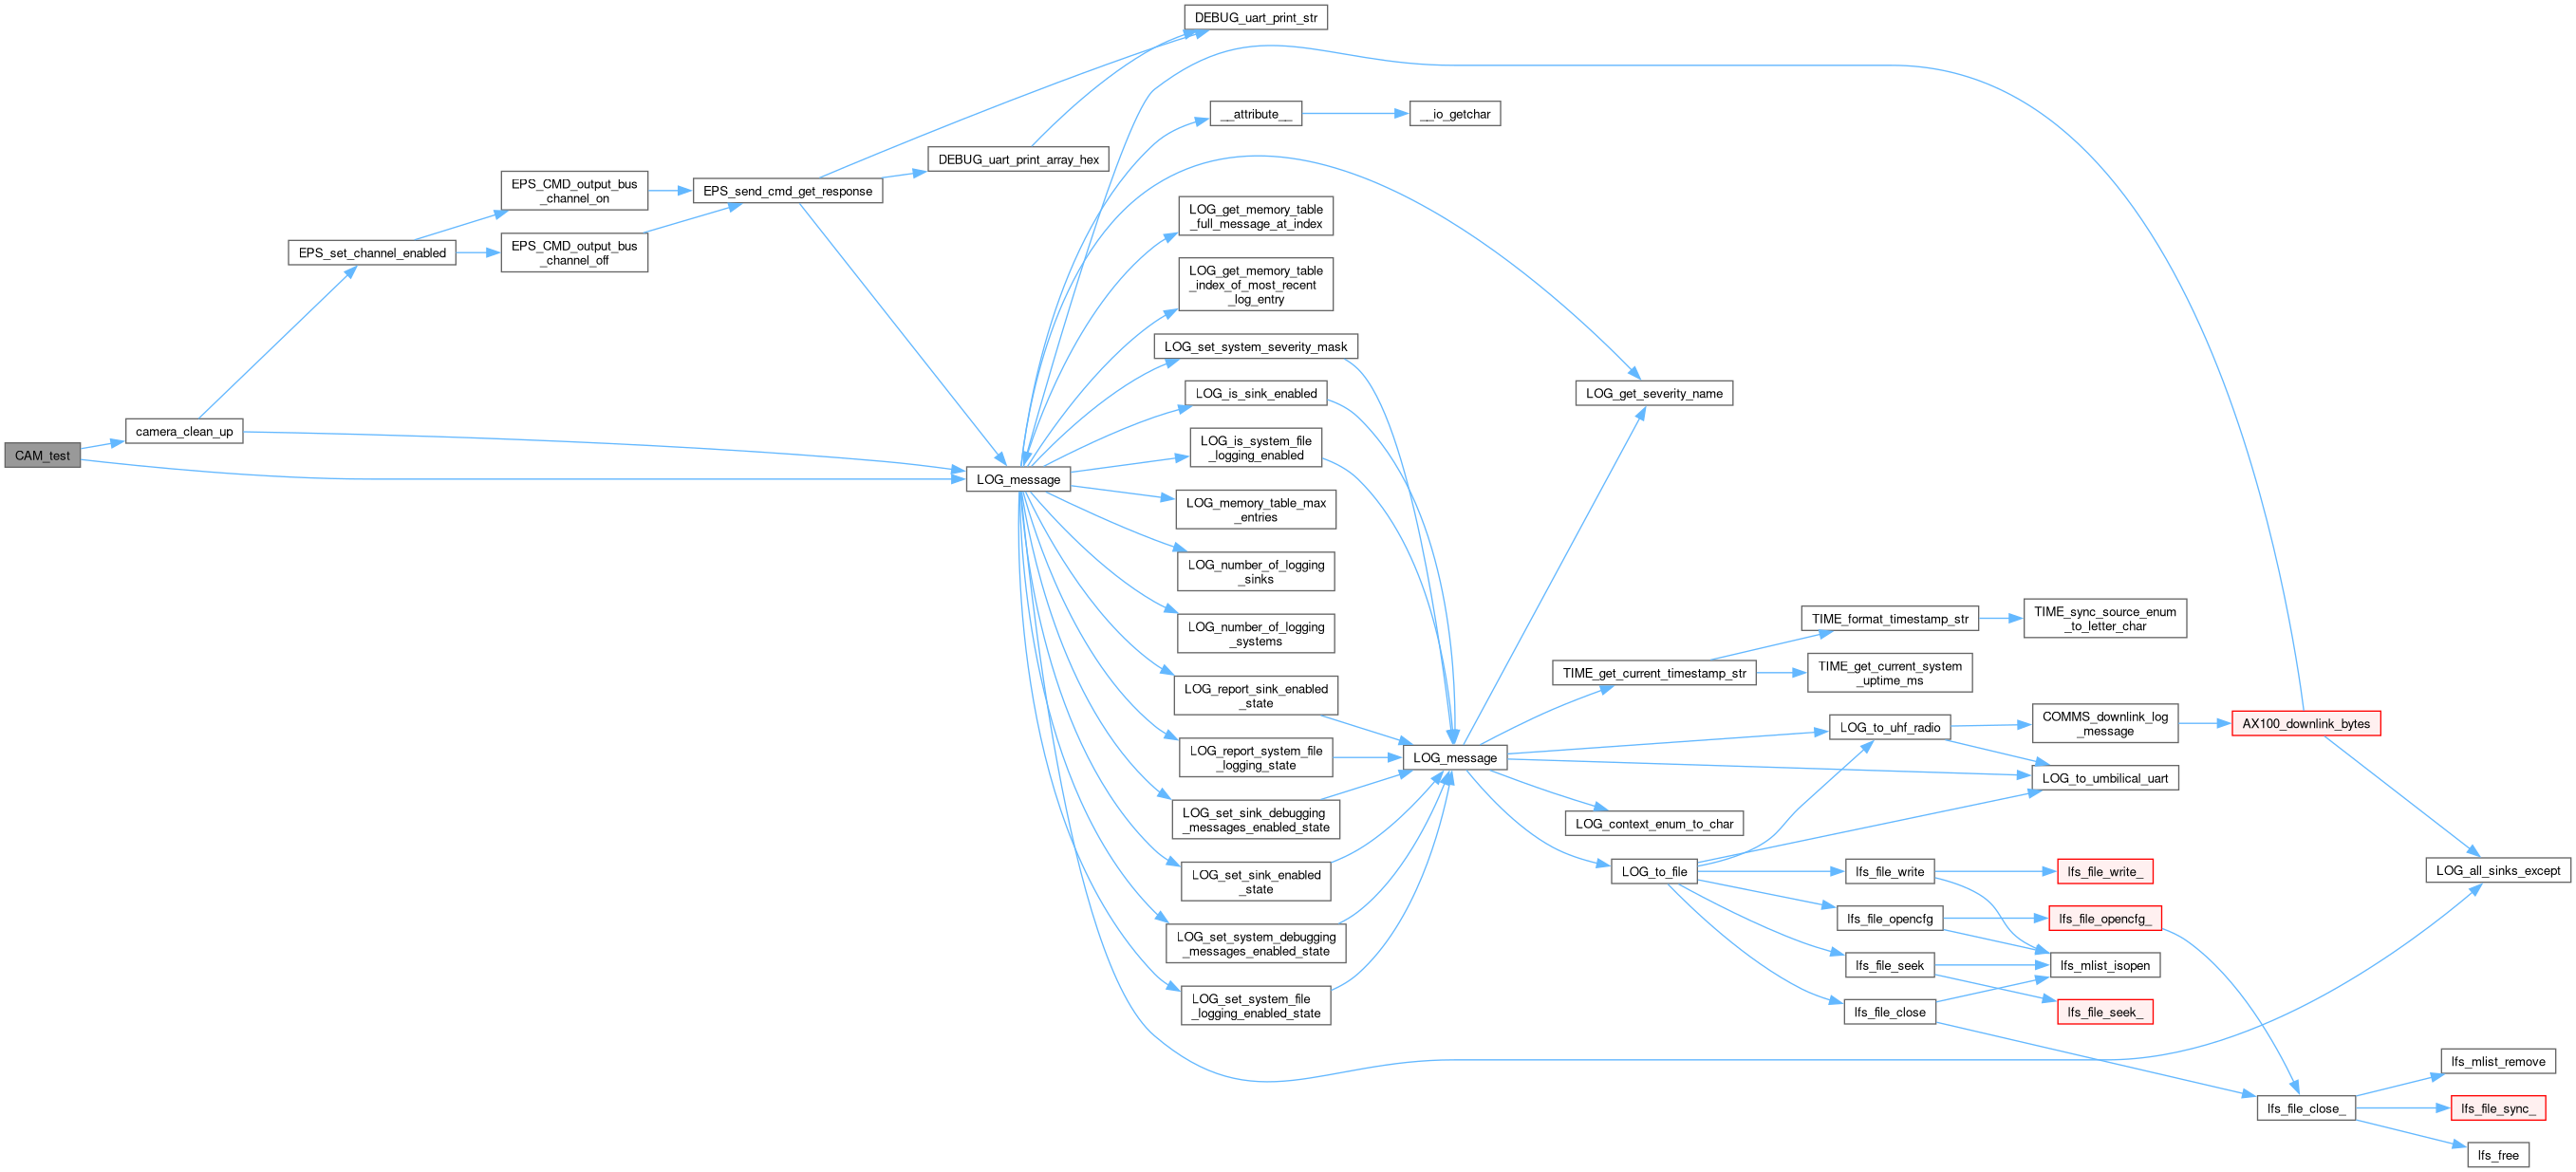 DEBUG_uart_print_str
__attribute__
__io_getchar
DEBUG_uart_print_array_hex
EPS_CMD_output_bus
_channel_on
EPS_send_cmd_get_response
LOG_get_memory_table
_full_message_at_index
EPS_set_channel_enabled
EPS_CMD_output_bus
_channel_off
LOG_get_memory_table
_index_of_most_recent
_log_entry
LOG_set_system_severity_mask
LOG_is_sink_enabled
LOG_get_severity_name
camera_clean_up
CAM_test
LOG_is_system_file
_logging_enabled
LOG_message
LOG_memory_table_max
_entries
LOG_number_of_logging
_sinks
LOG_number_of_logging
_systems
TIME_format_timestamp_str
TIME_sync_source_enum
_to_letter_char
LOG_report_sink_enabled
_state
TIME_get_current_timestamp_str
TIME_get_current_system
_uptime_ms
LOG_to_uhf_radio
COMMS_downlink_log
_message
AX100_downlink_bytes
LOG_report_system_file
_logging_state
LOG_message
LOG_to_umbilical_uart
LOG_set_sink_debugging
_messages_enabled_state
LOG_context_enum_to_char
LOG_set_sink_enabled
_state
LOG_to_file
lfs_file_write
lfs_file_write_
LOG_all_sinks_except
lfs_file_opencfg
lfs_file_opencfg_
LOG_set_system_debugging
_messages_enabled_state
lfs_file_seek
lfs_mlist_isopen
LOG_set_system_file
_logging_enabled_state
lfs_file_close
lfs_file_seek_
lfs_mlist_remove
lfs_file_close_
lfs_file_sync_
lfs_free